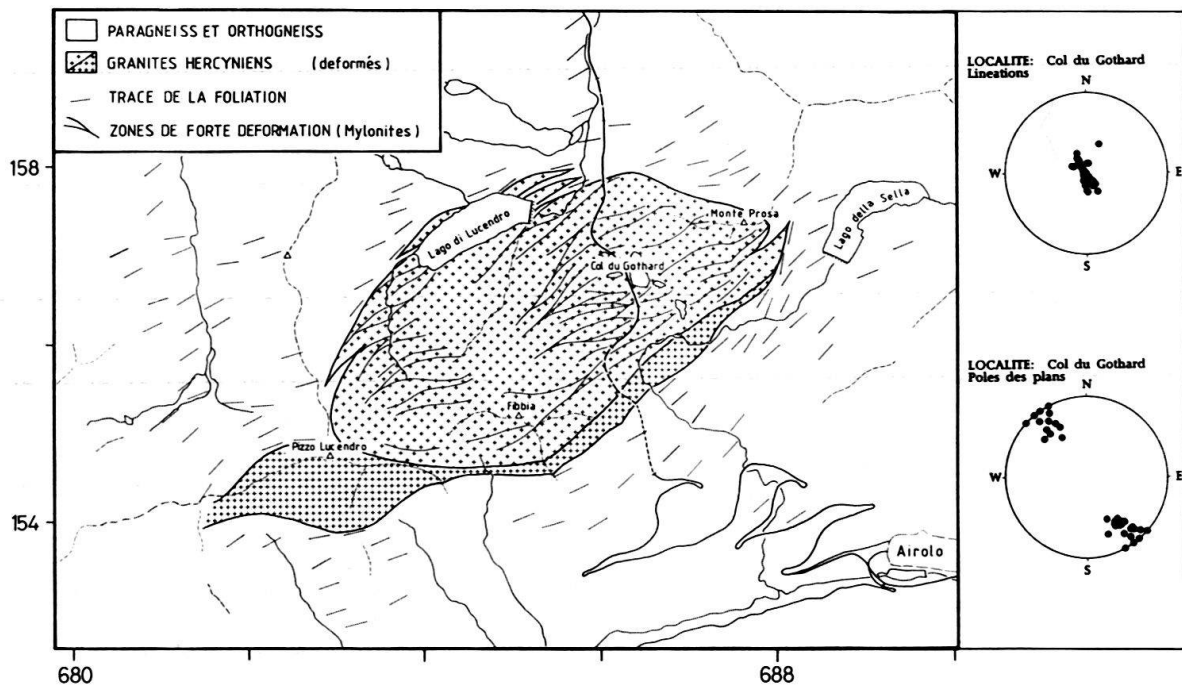 PARAGNEISS ET ORTHOGNEISS
GRANITES HERCYNIENS (deformés)
TRACE DE LA FOLIATION
ZONES DE FORTE DEFORMATION (Mylonites)
158
154
680
688
Lago di Lucendro
Monte Prosa
Lago della Sella
Col du Gothard
Fibbia
Pizzo Lucendro
Airolo
LOCALITE: Col du Gothard
Lineations
N
W
E
S
LOCALITE: Col du Gothard
Poles des plans
N
W
E
S